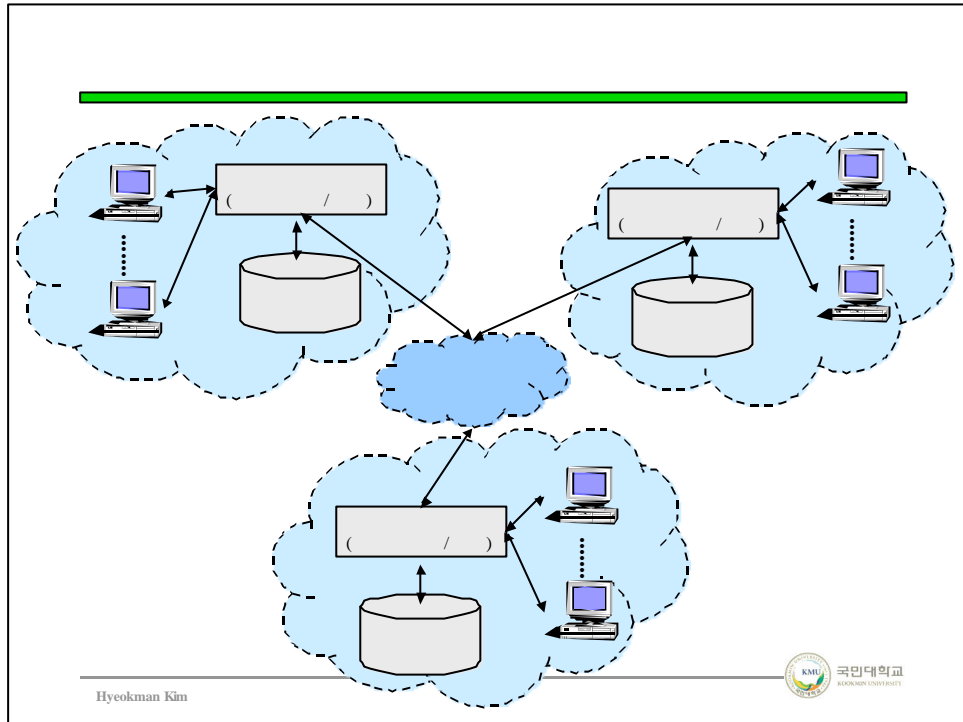 ( / )
( / )
( / )
Hyeokman Kim
KMU
국민대학교
KOOKMIN UNIVERSITY